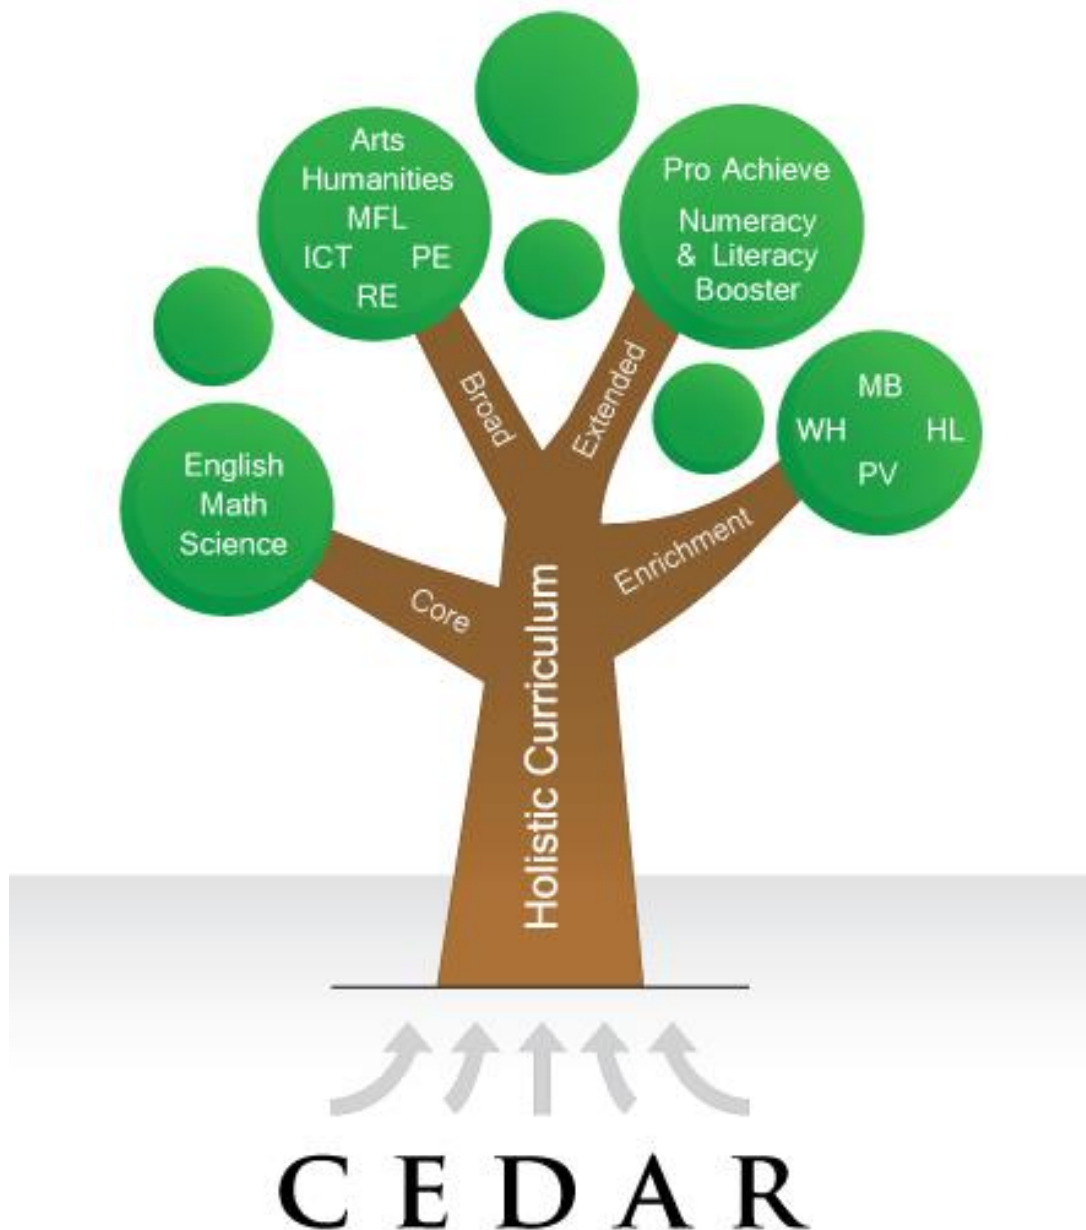 Arts
Humanities
MFL
ICT PE
RE
Pro Achieve
Numeracy
& Literacy
Booster
MB
WH HL
PV
English
Math
Science
Broad
Extended
Enrichment
Core
Holistic Curriculum
CEDAR